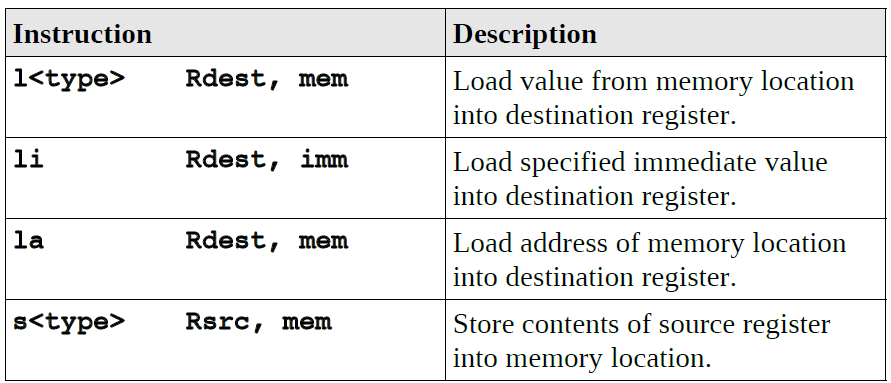 Instruction Description
l<type> Rdest, mem Load value from memory location
into destination register.
li Rdest, imm Load specified immediate value
into destination register.
la Rdest, mem Load address of memory location
into destination register.
s<type> Rsrc, mem Store contents of source register
into memory location.